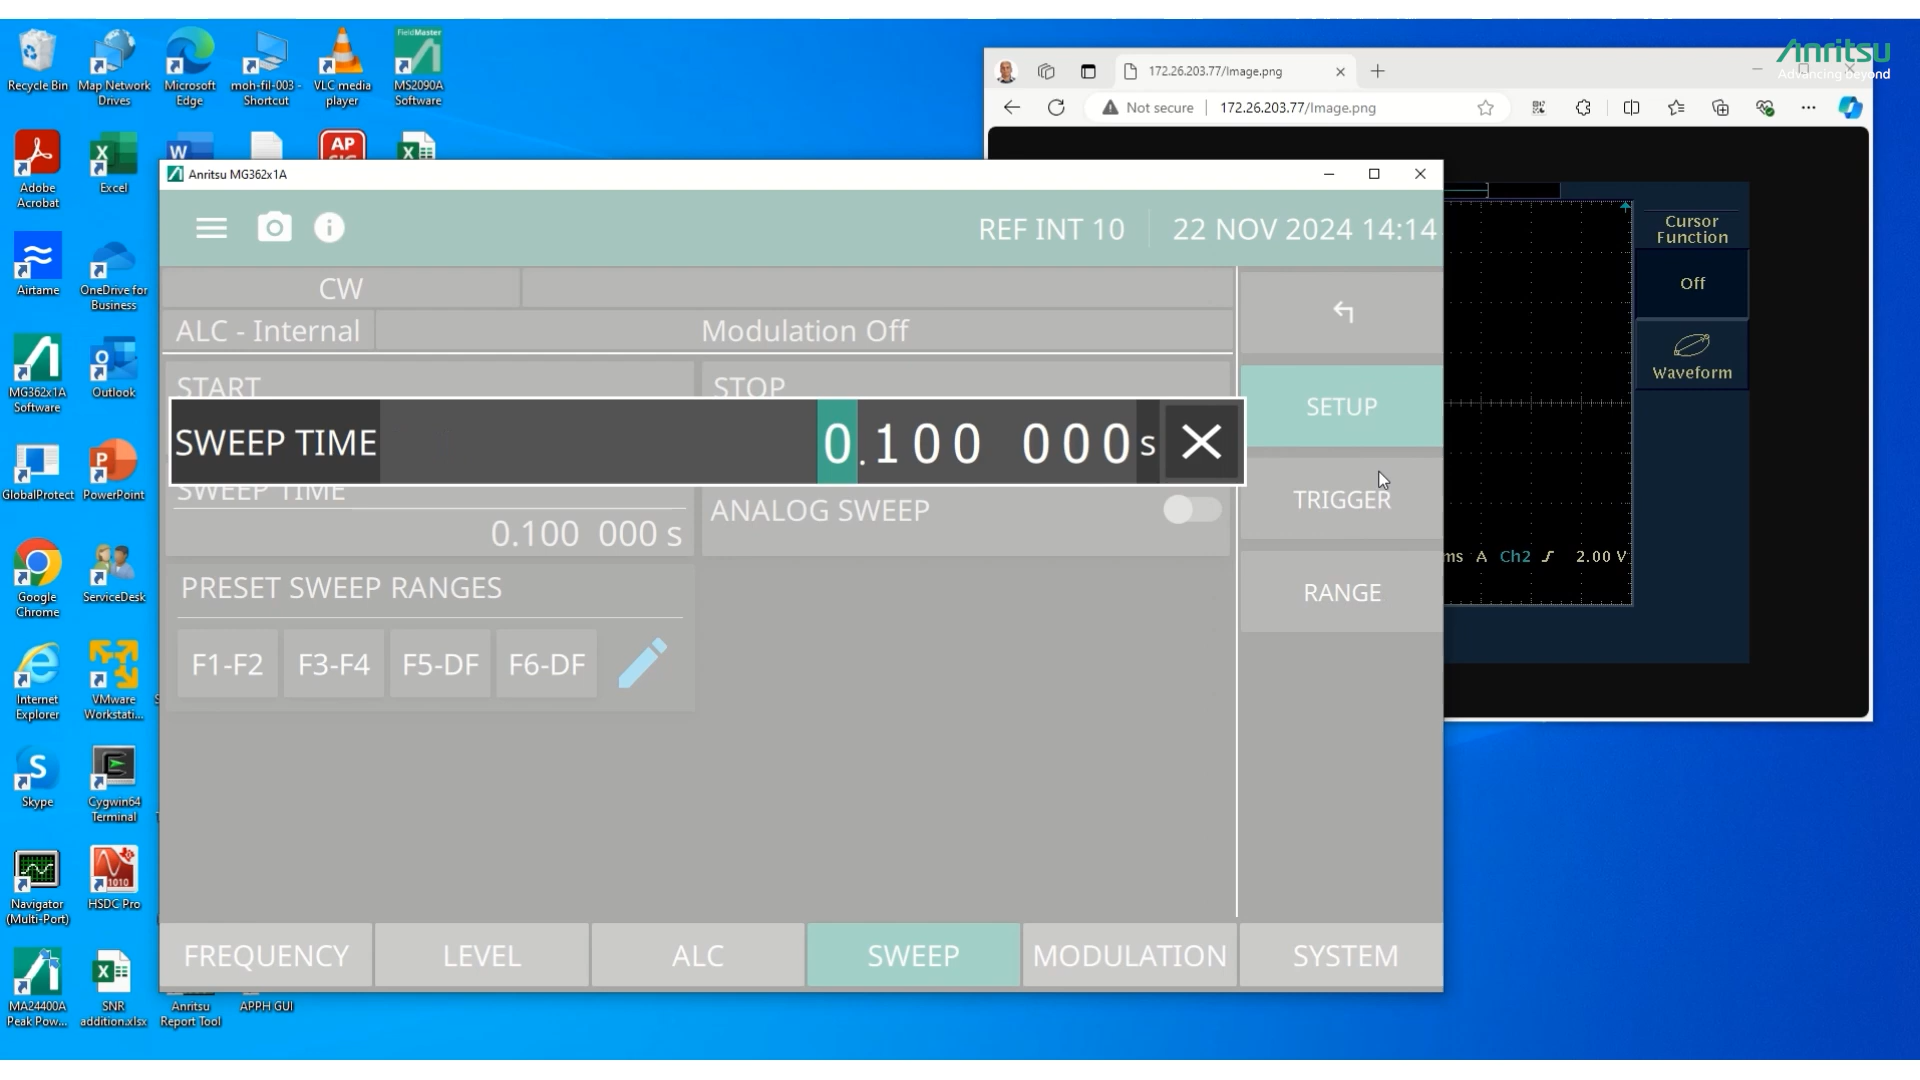 FieldMaster
Recycle Bin
Map Network
Drives
Microsoft
Edge
moh-fil-003 -
Shortcut
VLC media
player
MS2090A
Software
Adobe
Acrobat
Excel
Airtame
OneDrive for
Business
MG362x1A
Software
Outlook
GlobalProtect
PowerPoint
Google
Chrome
ServiceDesk
Internet
Explorer
VMware
Workstati...
Skype
Cygwin64
Terminal
Navigator
(Multi-Port)
1010
HSDC Pro
MA24400A
Peak Pow...
SNR
addition.xlsx
Anritsu
Report Tool
APPH GUI
172.26.203.77/Image.png
Anritsu
Advancing beyond
Not secure
172.26.203.77/Image.png
Anritsu MG362x1A
REF INT 10
22 NOV 2024 14:14
CW
ALC - Internal
Modulation Off
START
STOP
SWEEP TIME
0.100 000 s
SWEEP TIME
0.100 000 s
ANALOG SWEEP
PRESET SWEEP RANGES
F1-F2
F3-F4
F5-DF
F6-DF
SETUP
TRIGGER
RANGE
FREQUENCY
LEVEL
ALC
SWEEP
MODULATION
SYSTEM
Cursor
Function
Off
Waveform
ms A Ch2 2.00 V